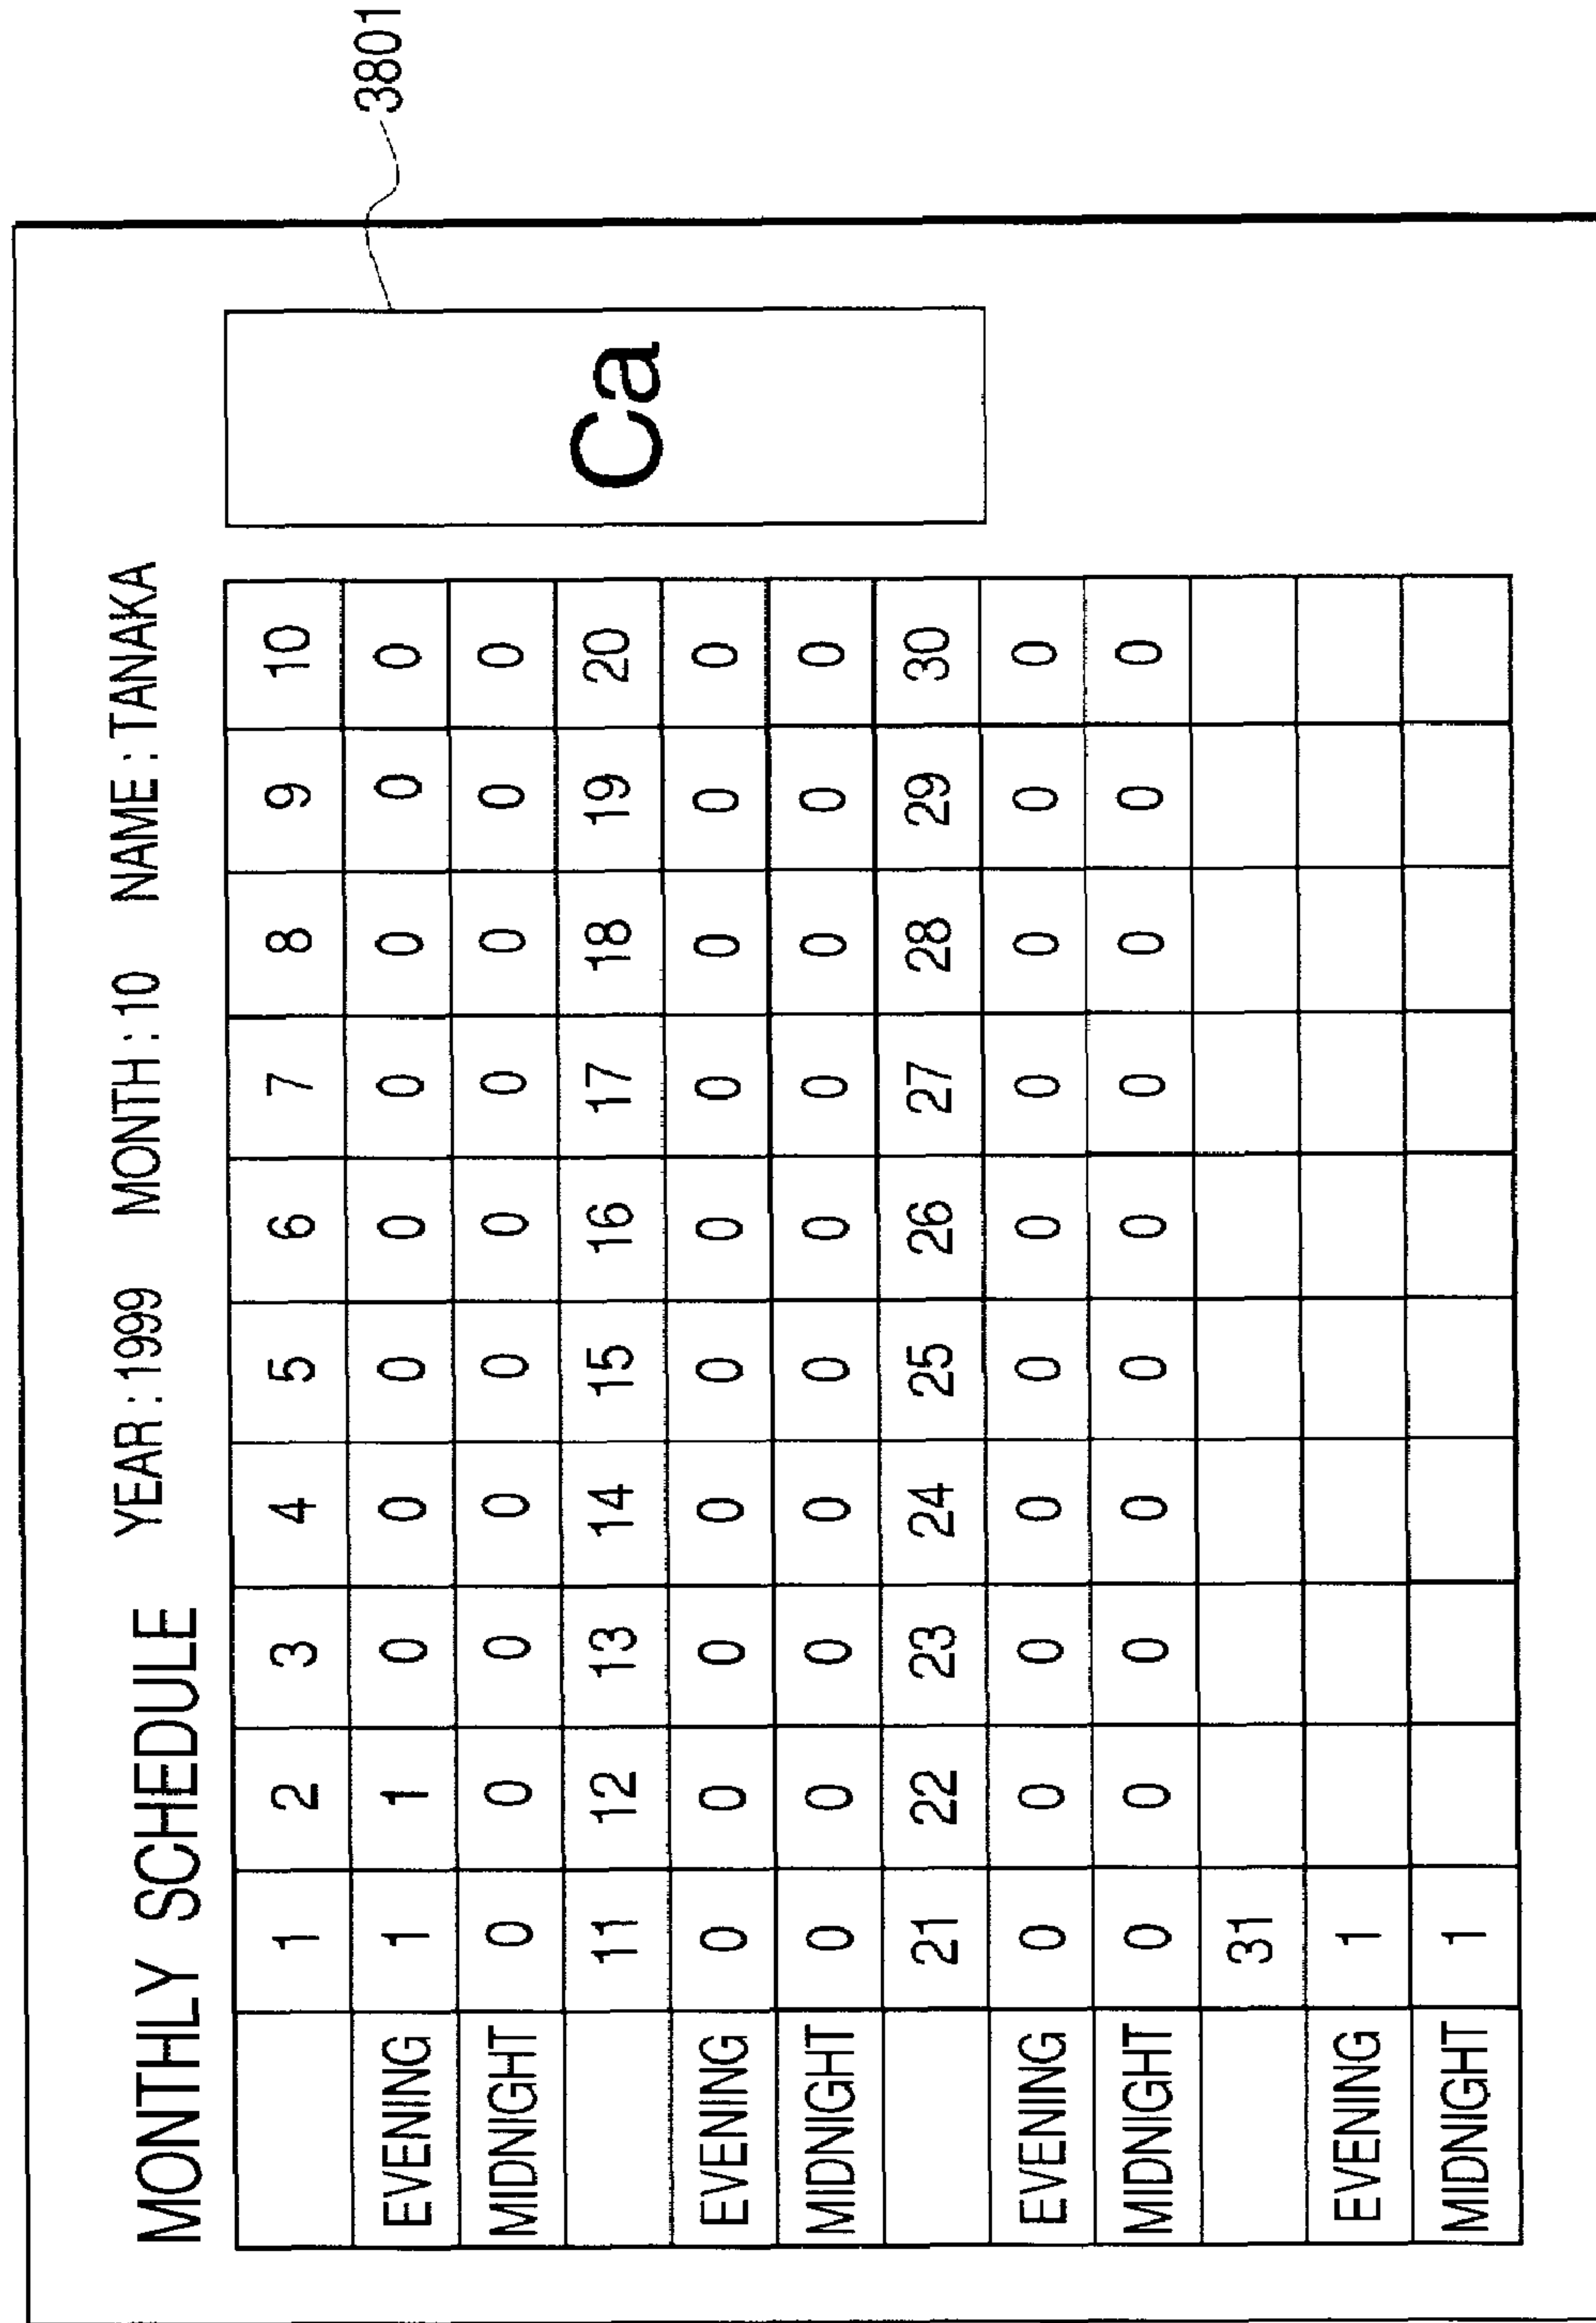 MONTHLY SCHEDULE YEAR : 1999 MONTH : 10 NAME : TANAKA
1 2 3 4 5 6 7 8 9 10
EVENING 1 1 0 0 0 0 0 0 0 0
MIDNIGHT 0 0 0 0 0 0 0 0 0 0
11 12 13 14 15 16 17 18 19 20
EVENING 0 0 0 0 0 0 0 0 0 0
MIDNIGHT 0 0 0 0 0 0 0 0 0 0
21 22 23 24 25 26 27 28 29 30
EVENING 0 0 0 0 0 0 0 0 0 0
MIDNIGHT 0 0 0 0 0 0 0 0 0 0
31
EVENING 1
MIDNIGHT 1
Ca
3801